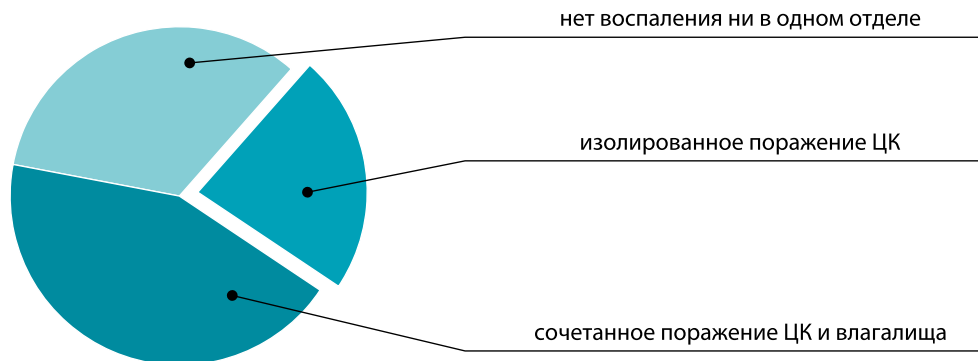 нет воспаления ни в одном отделе
изолированное поражение ЦК
сочетанное поражение ЦК и влагалища